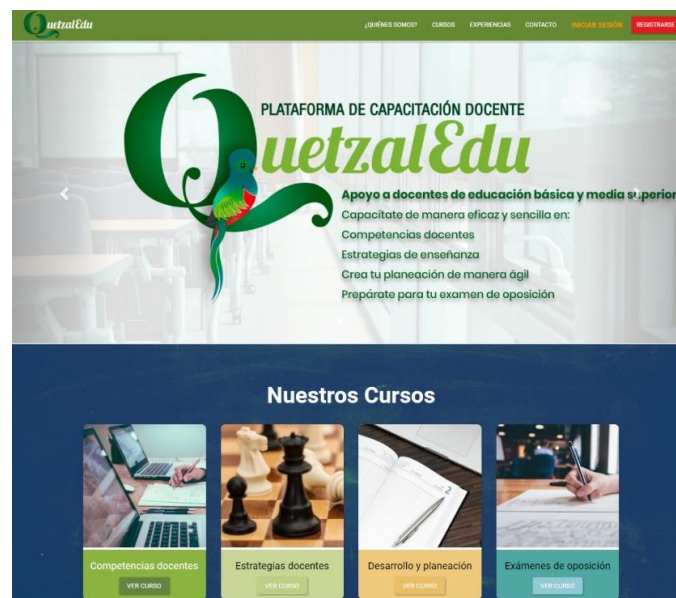 QuetzalEdu
¿QUIÉNES SOMOS? CURSOS EXPERIENCIAS CONTACTO INICIAR SESIÓN REGISTRARSE
PLATAFORMA DE CAPACITACIÓN DOCENTE
QuetzalEdu
Apoyo a docentes de educación básica y media superior
Capacítate de manera eficaz y sencilla en:
Competencias docentes
Estrategias de enseñanza
Crea tu planeación de manera ágil
Prepárate para tu examen de oposición
Nuestros Cursos
Competencias docentes Estrategias docentes Desarrollo y planeación Exámenes de oposición
VER CURSO VER CURSO VER CURSO VER CURSO